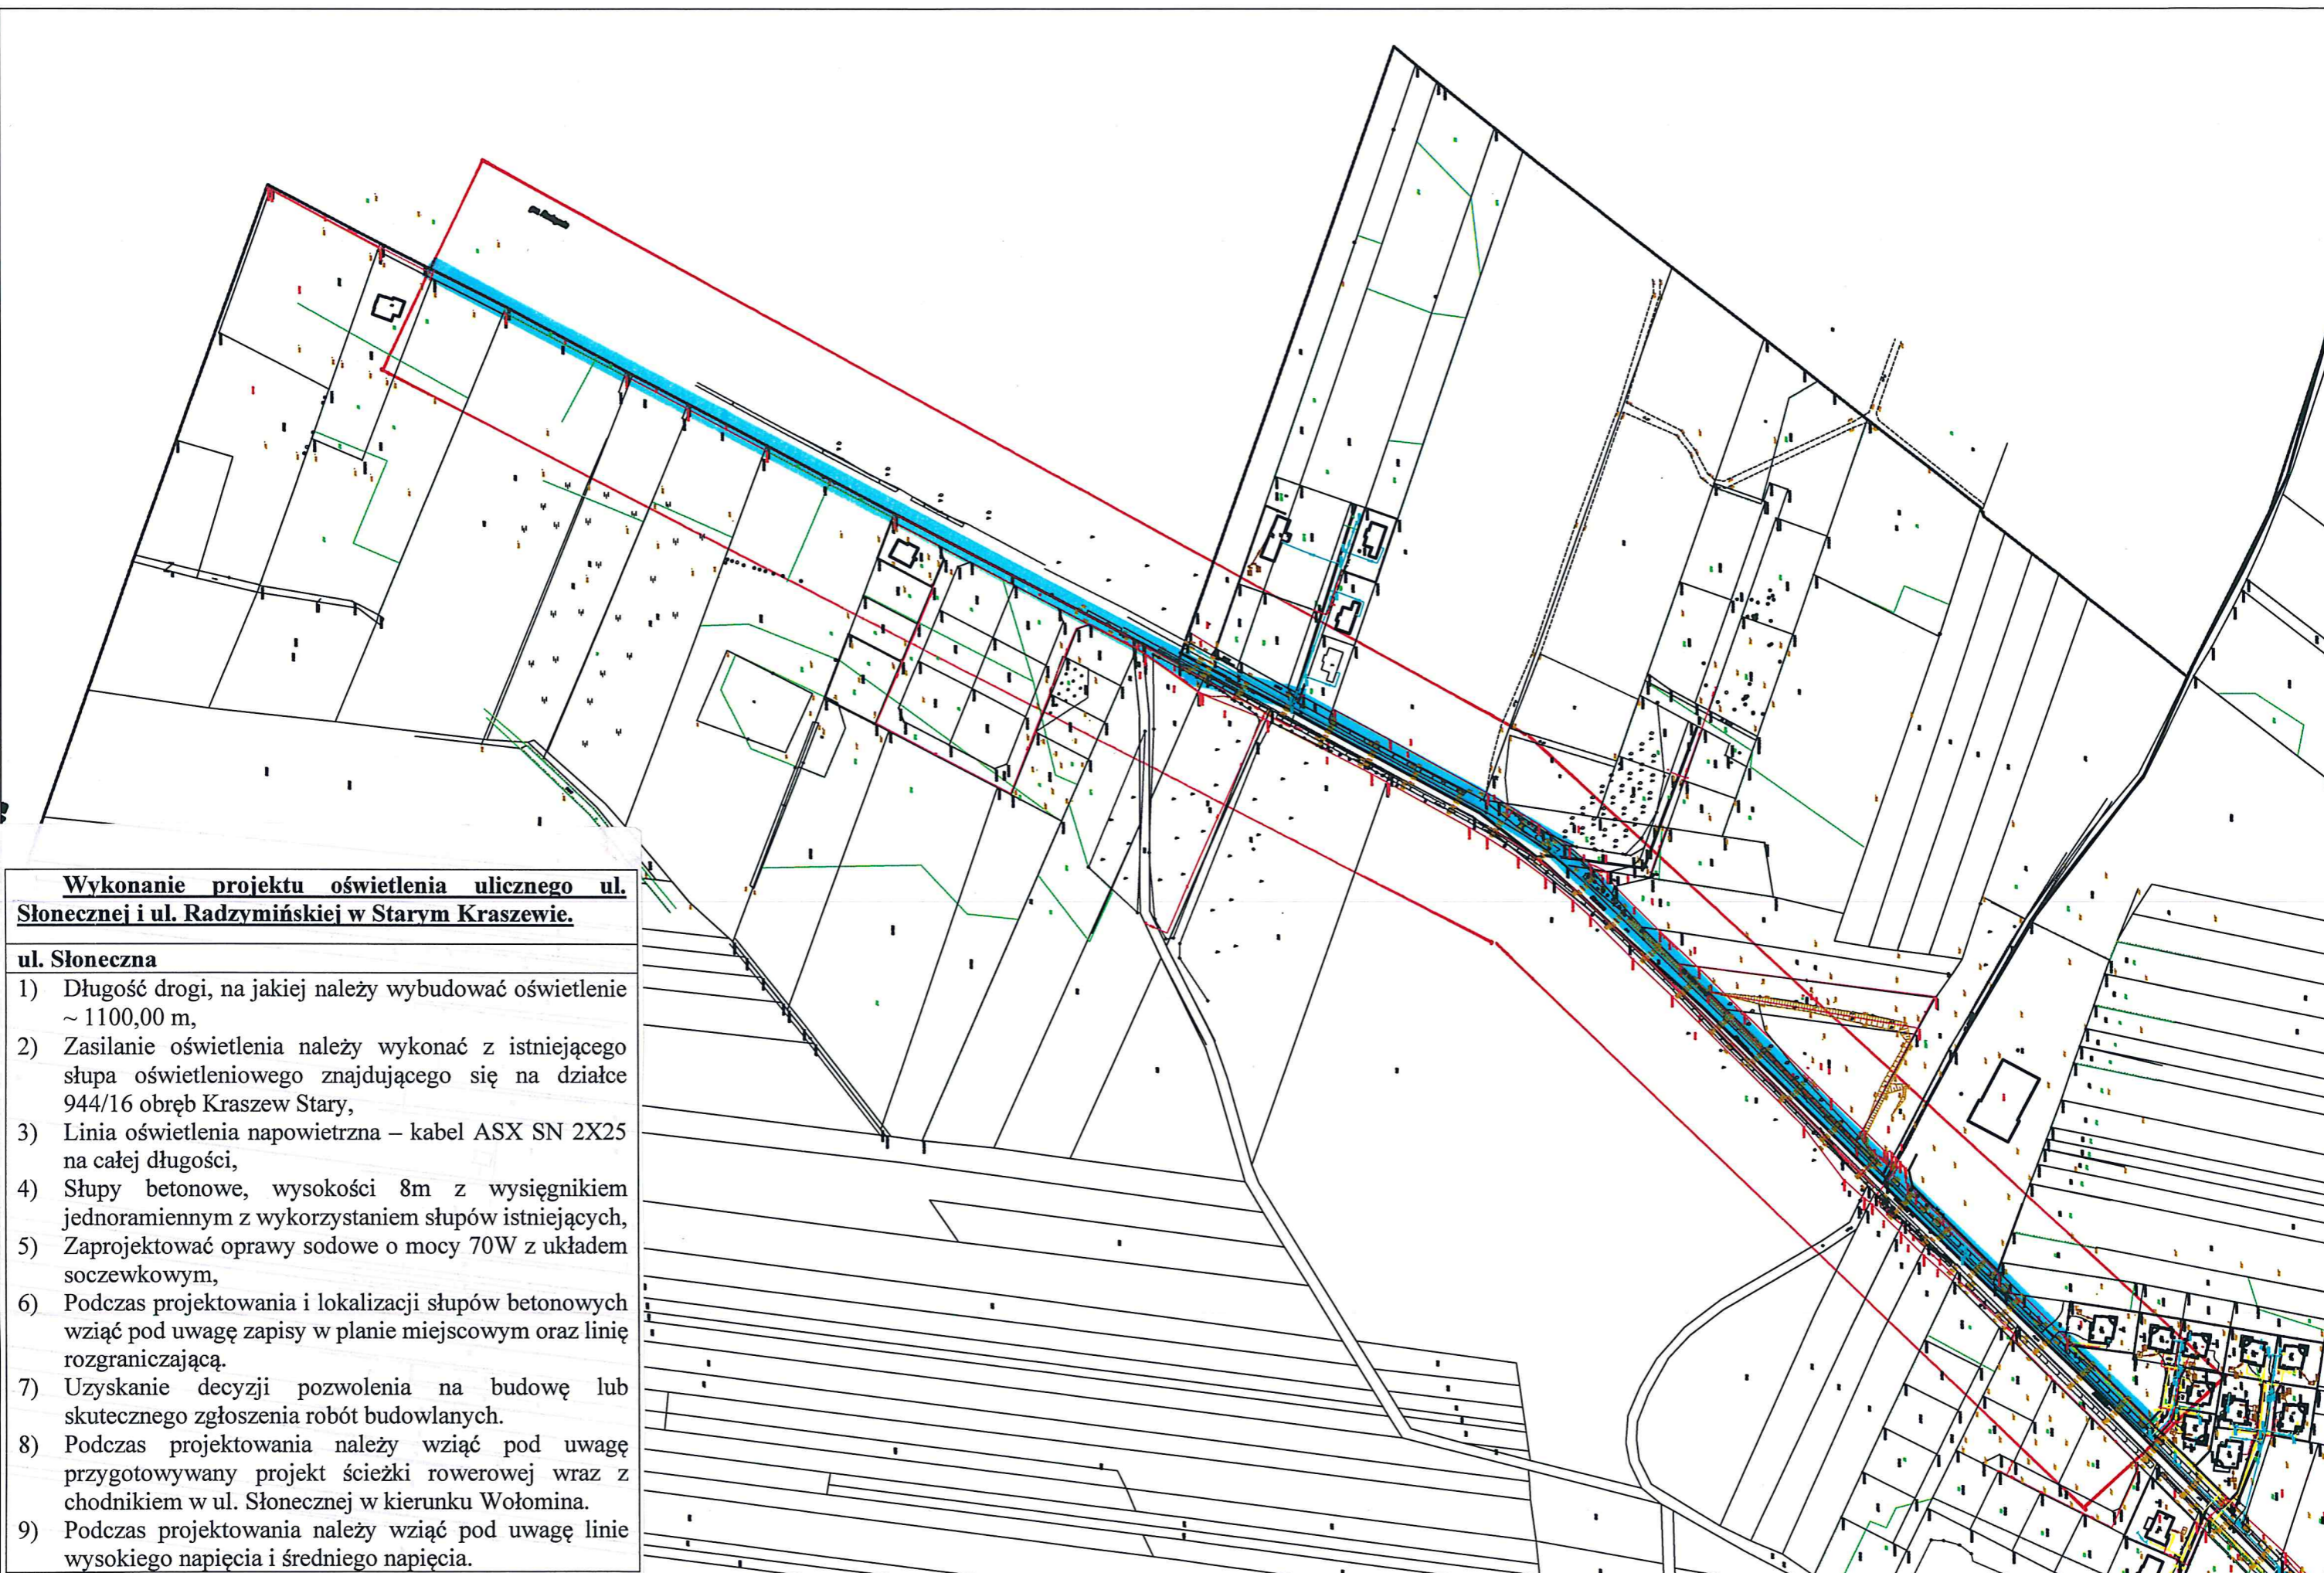 Wykonanie projektu oświetlenia ulicznego ul.
Słonecznej i ul. Radzymińskiej w Starym Kraszewie.
ul. Słoneczna
1) Długość drogi, na jakiej należy wybudować oświetlenie
~ 1100,00 m,
2) Zasilanie oświetlenia należy wykonać z istniejącego
słupa oświetleniowego znajdującego się na działce
944/16 obręb Kraszew Stary,
3) Linia oświetlenia napowietrzna – kabel ASX SN 2X25
na całej długości,
4) Słupy betonowe, wysokości 8m z wysięgnikiem
jednoramiennym z wykorzystaniem słupów istniejących,
5) Zaprojektować oprawy sodowe o mocy 70W z układem
soczewkowym,
6) Podczas projektowania i lokalizacji słupów betonowych
wziąć pod uwagę zapisy w planie miejscowym oraz linię
rozgraniczającą.
7) Uzyskanie decyzji pozwolenia na budowę lub
skutecznego zgłoszenia robót budowlanych.
8) Podczas projektowania należy wziąć pod uwagę
przygotowywany projekt ścieżki rowerowej wraz z
chodnikiem w ul. Słonecznej w kierunku Wołomina.
9) Podczas projektowania należy wziąć pod uwagę linie
wysokiego napięcia i średniego napięcia.